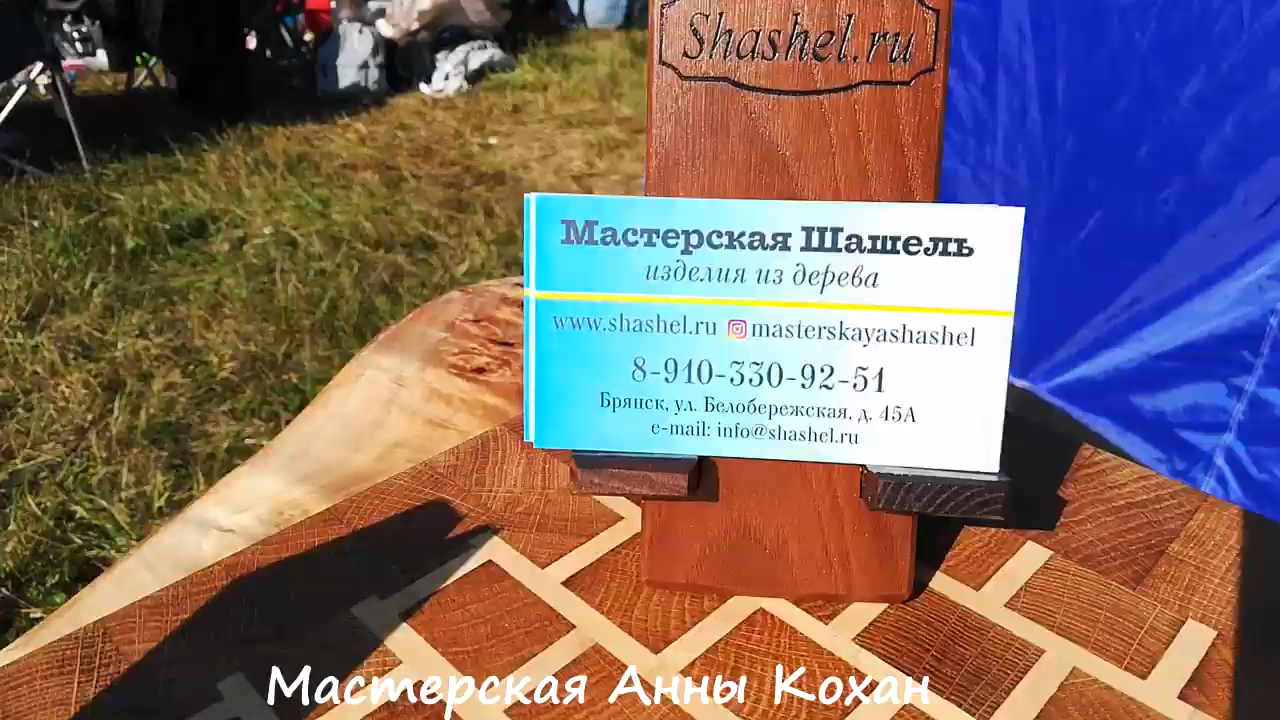 Shashel.ru
Мастерская Шашель
изделия из дерева
www.shashel.ru masterskayashashel
8-910-330-92-51
Брянск, ул. Белобережская, д. 45А
e-mail: info@shashel.ru
Мастерская Анны Кохан